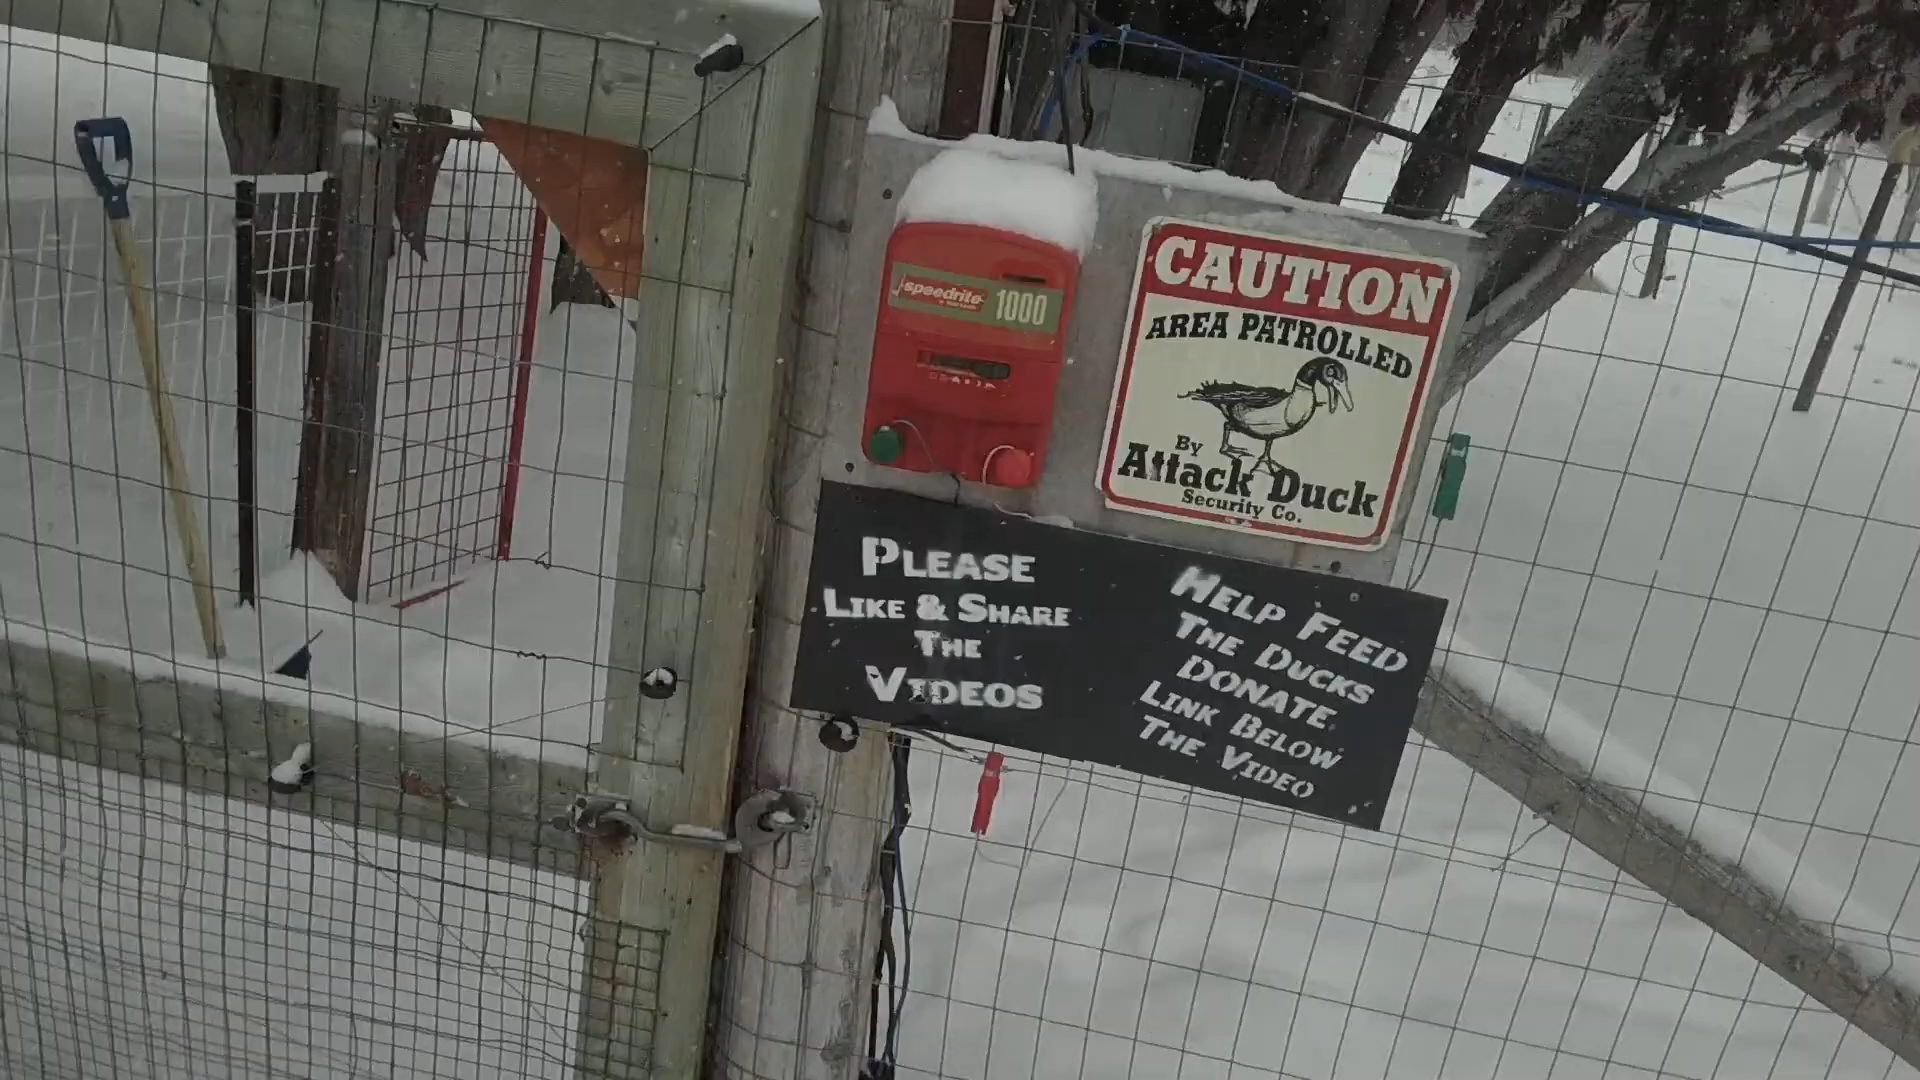 speedrite
1000
CAUTION
AREA PATROLLED
By
Attack Duck
Security Co.
PLEASE
LIKE & SHARE
THE
VIDEOS
HELP FEED
THE DUCKS
DONATE
LINK BELOW
THE VIDEO